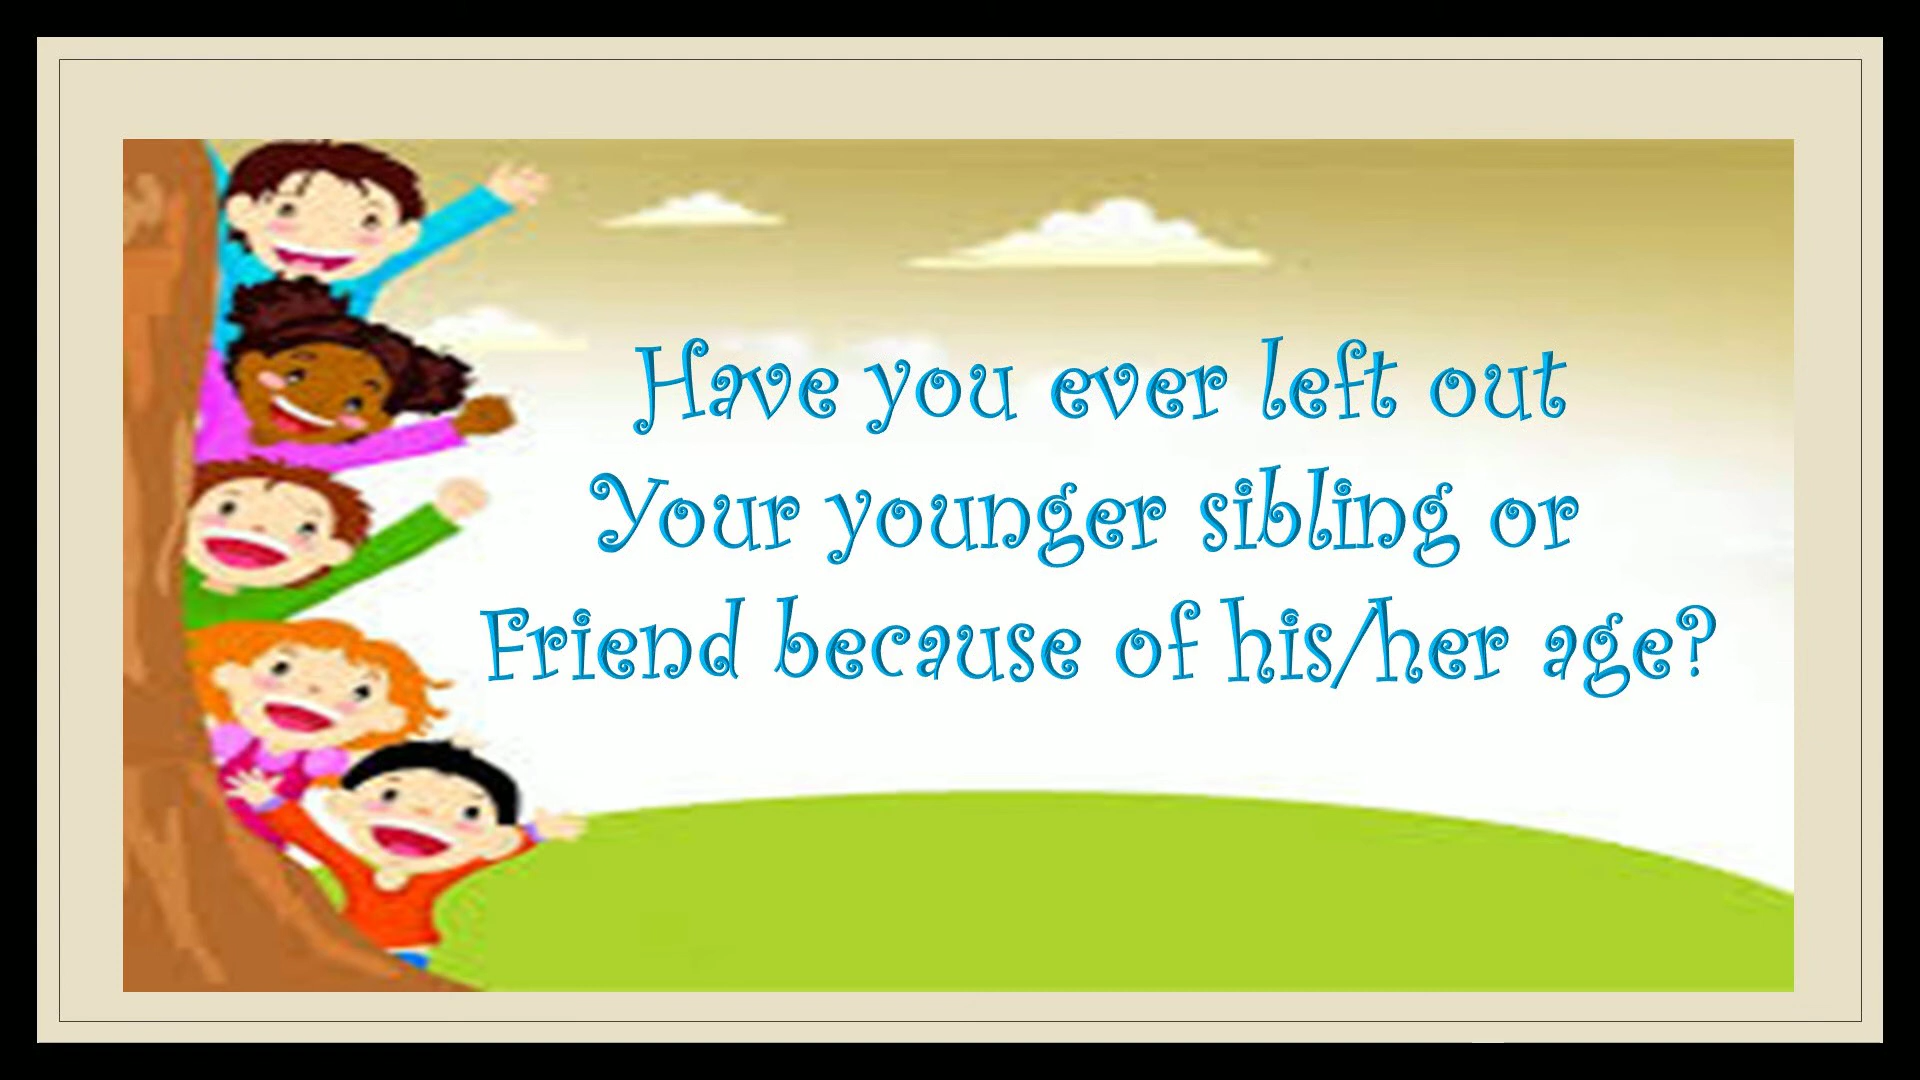 Have you ever left out
Your younger sibling or
Friend because of his/her age?